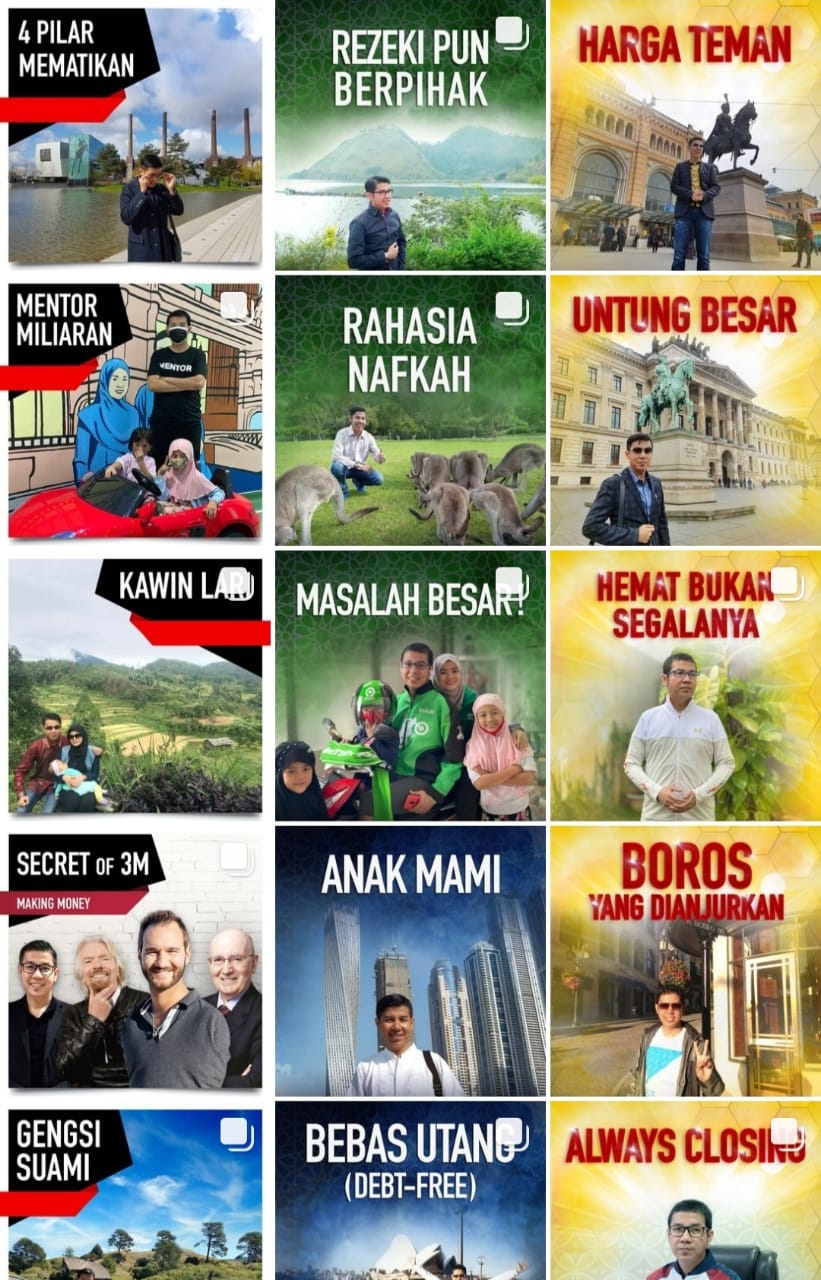 4 PILAR
MEMATIKAN
REZEKI PUN
BERPIHAK
HARGA TEMAN
MENTOR
MILIARAN
MENTOR
RAHASIA
NAFKAH
UNTUNG BESAR
KAWIN LARI
MASALAH BESAR!
HEMAT BUKAN
SEGALANYA
SECRET OF 3M
MAKING MONEY
ANAK MAMI
BOROS
YANG DIANJURKAN
GENGSI
SUAMI
BEBAS UTANG
(DEBT-FREE)
ALWAYS CLOSING